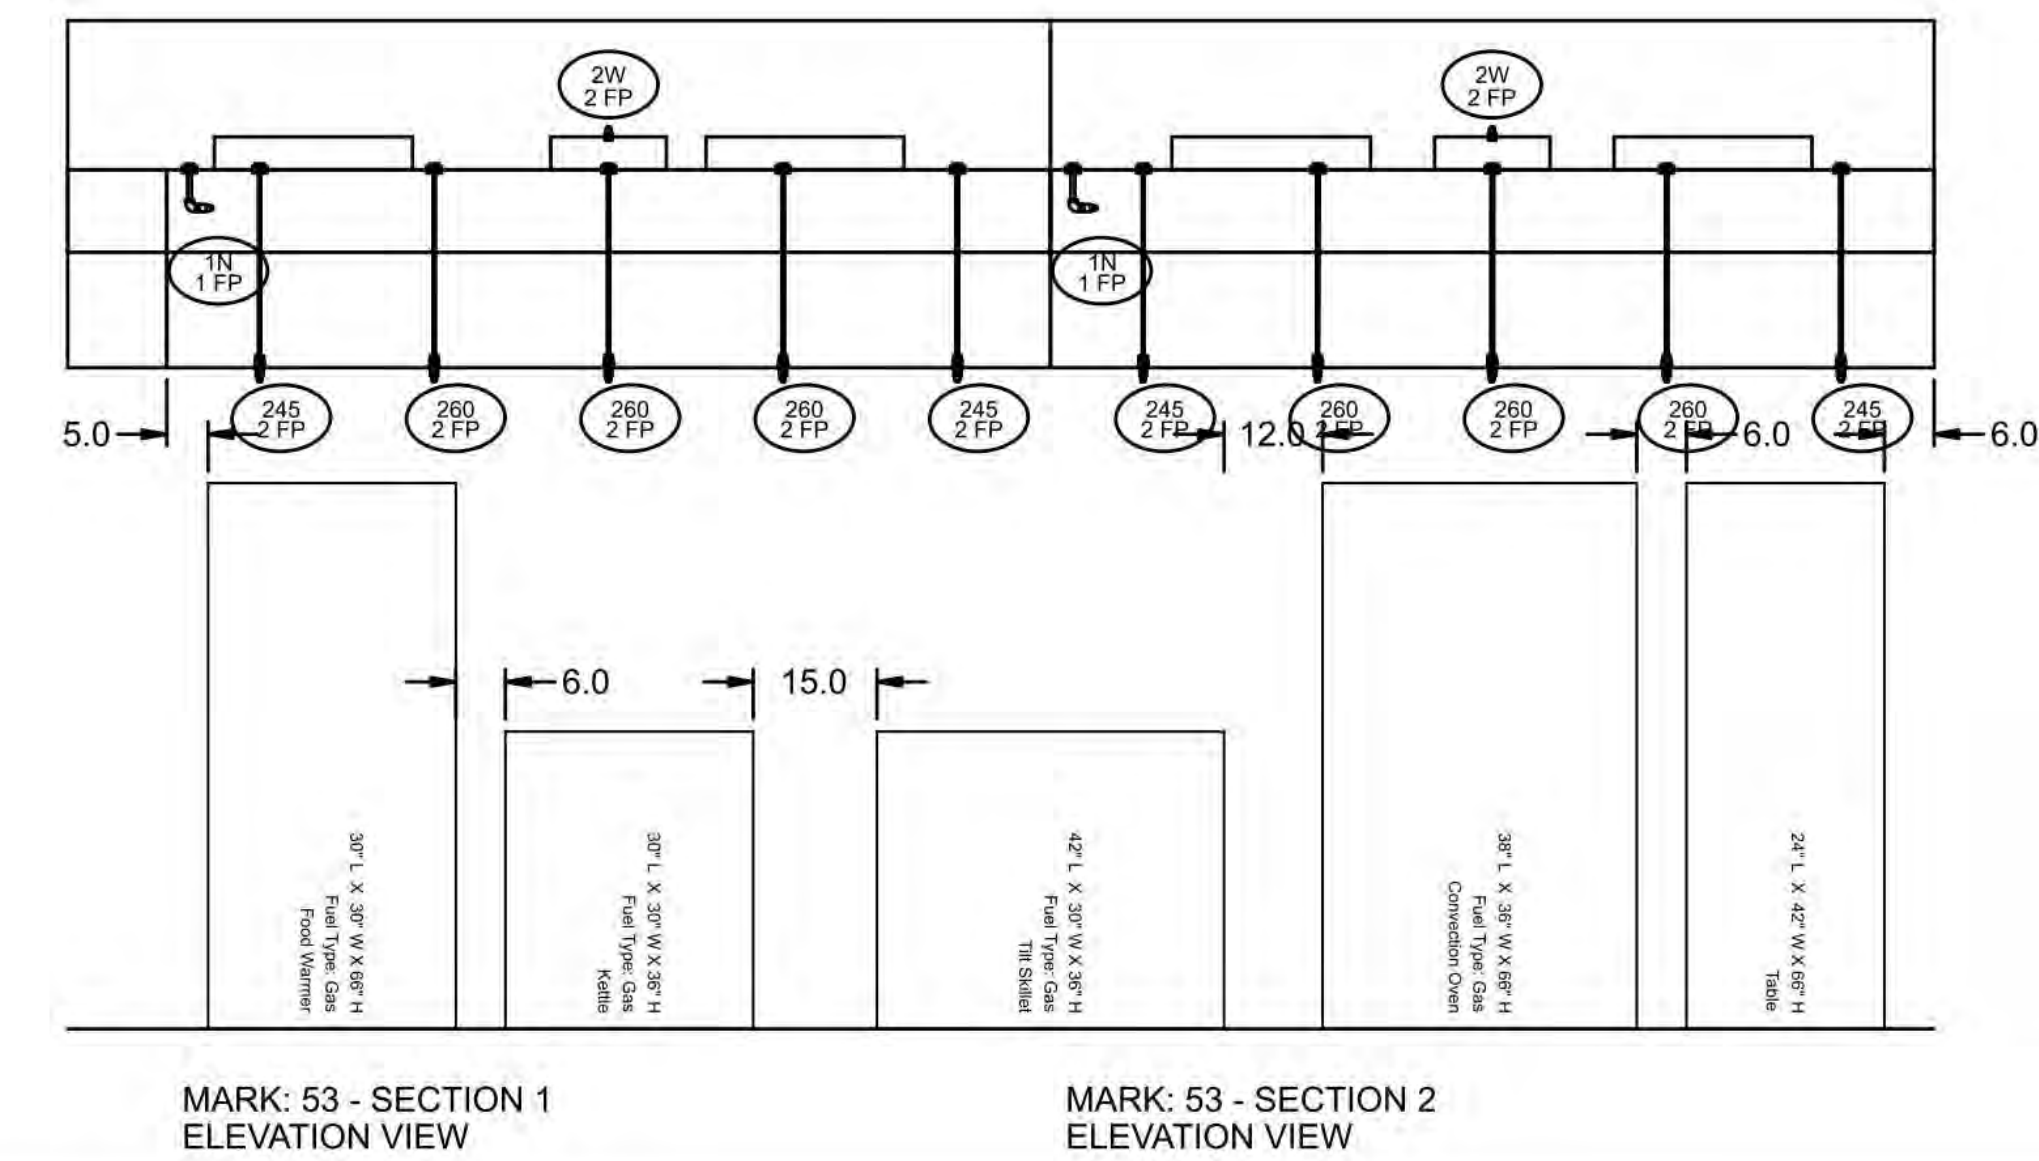 2W
2 FP
2W
2 FP
1N
1 FP
1N
1 FP
245
2 FP
260
2 FP
260
2 FP
260
2 FP
245
2 FP
245
2 FP
260
2 FP
260
2 FP
260
2 FP
245
2 FP
5.0
12.0
6.0
6.0
6.0
15.0
30" L X 30" W X 66" H
Fuel Type: Gas
Food Warmer
30" L X 30" W X 36" H
Fuel Type: Gas
Kettle
42" L X 30" W X 36" H
Fuel Type: Gas
Tilt Skillet
38" L X 36" W X 66" H
Fuel Type: Gas
Convection Oven
24" L X 42" W X 66" H
Table
MARK: 53 - SECTION 1
ELEVATION VIEW
MARK: 53 - SECTION 2
ELEVATION VIEW